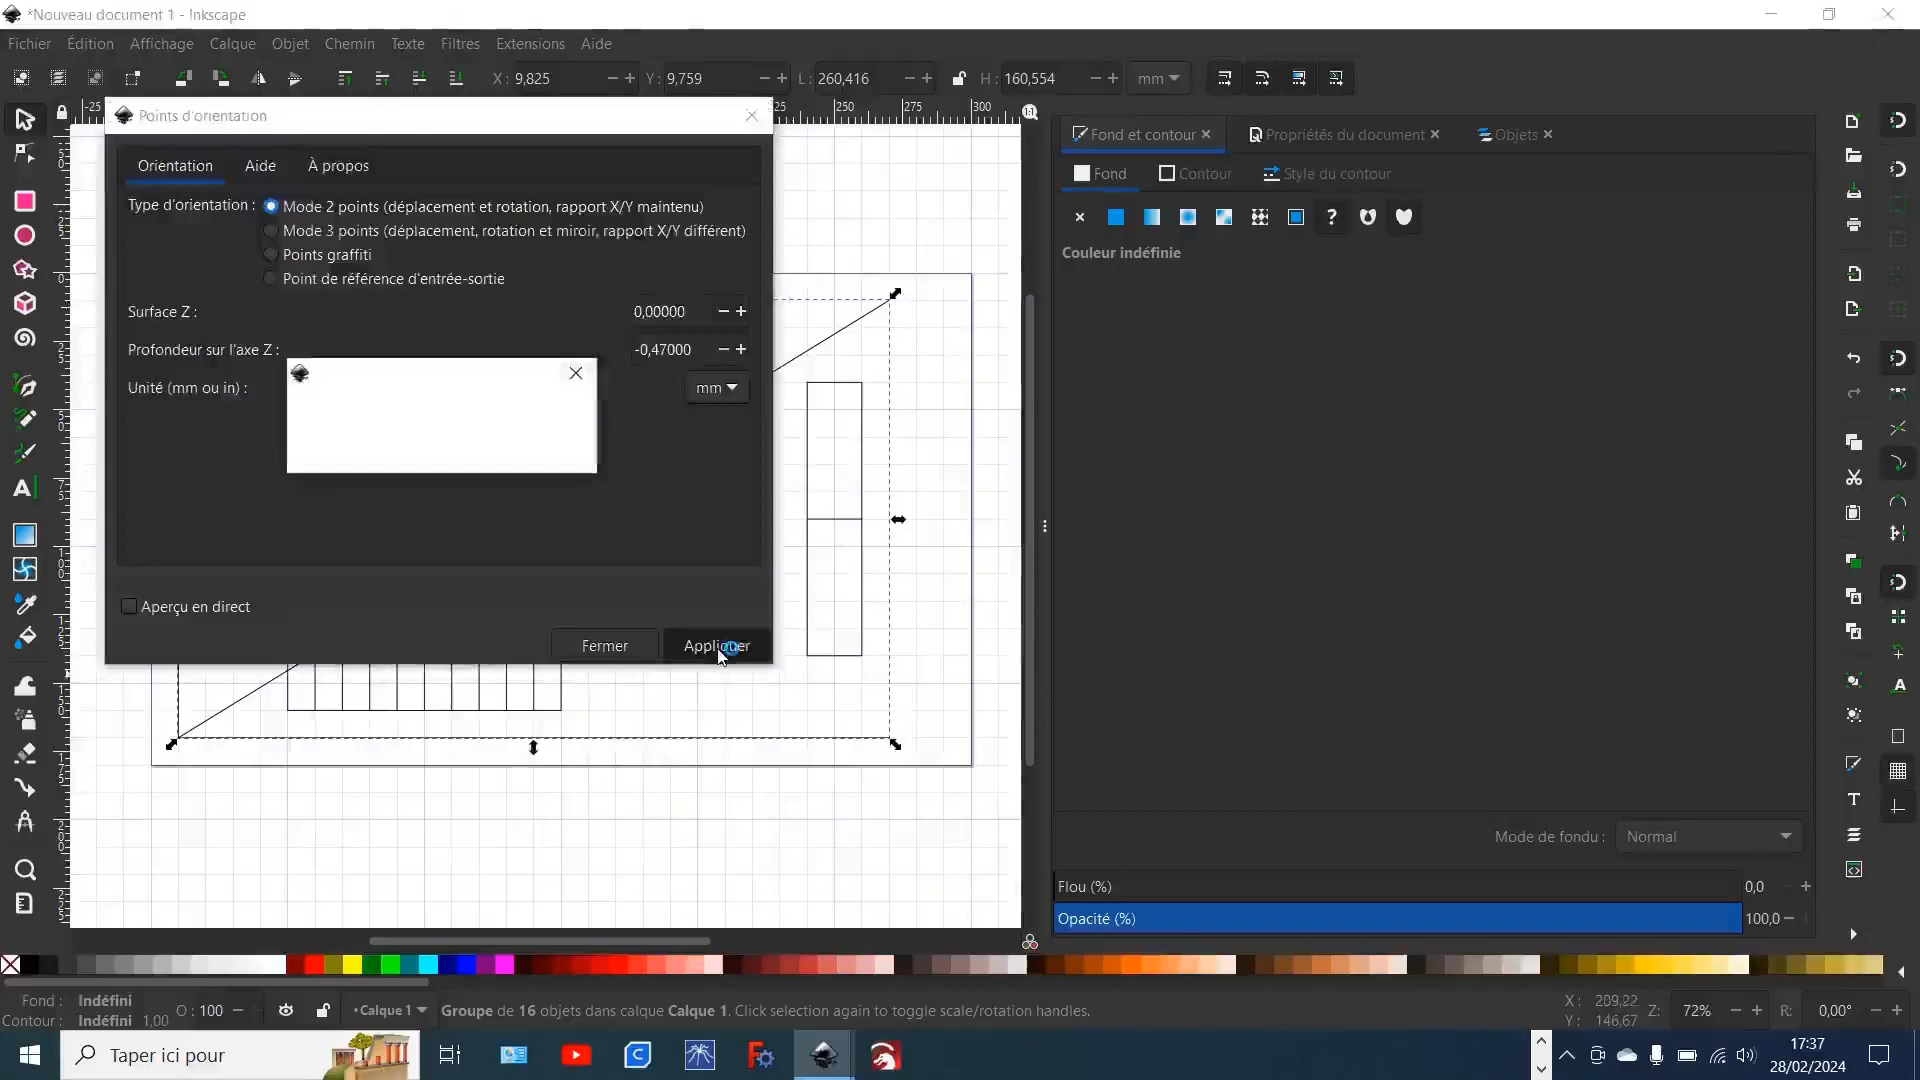 *Nouveau document 1 - Inkscape
Fichier Édition Affichage Calque Objet Chemin Texte Filtres Extensions Aide
X : 9,825 Y : 9,759 L : 260,416 H : 160,554 mm
-25 225 250 275 300
Points d'orientation
Orientation Aide À propos
Type d'orientation : Mode 2 points (déplacement et rotation, rapport X/Y maintenu)
Mode 3 points (déplacement, rotation et miroir, rapport X/Y différent)
Points graffiti
Point de référence d'entrée-sortie
Surface Z : 0,00000
Profondeur sur l'axe Z : -0,47000
Unité (mm ou in) : mm
Aperçu en direct
Fermer Appliquer
Fond et contour Propriétés du document Objets
Fond Contour Style du contour
Couleur indéfinie
Mode de fondu : Normal
Flou (%) 0,0
Opacité (%) 100,0
Fond : Indéfini
Contour : Indéfini 1,00
O : 100
•Calque 1
Groupe de 16 objets dans calque Calque 1. Click selection again to toggle scale/rotation handles.
X : 209,22
Y : 146,67
Z: 72%
R: 0,00°
Taper ici pour
17:37
28/02/2024